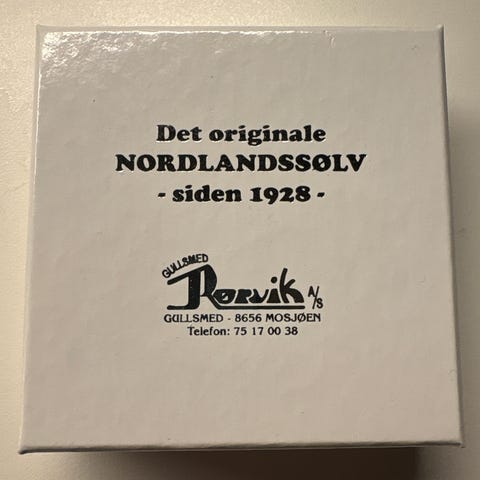 Det originale
NORDLANDSSØLV
- siden 1928 -
GULLSMED
Rørvik A/S
GULLSMED - 8656 MOSJØEN
Telefon: 75 17 00 38